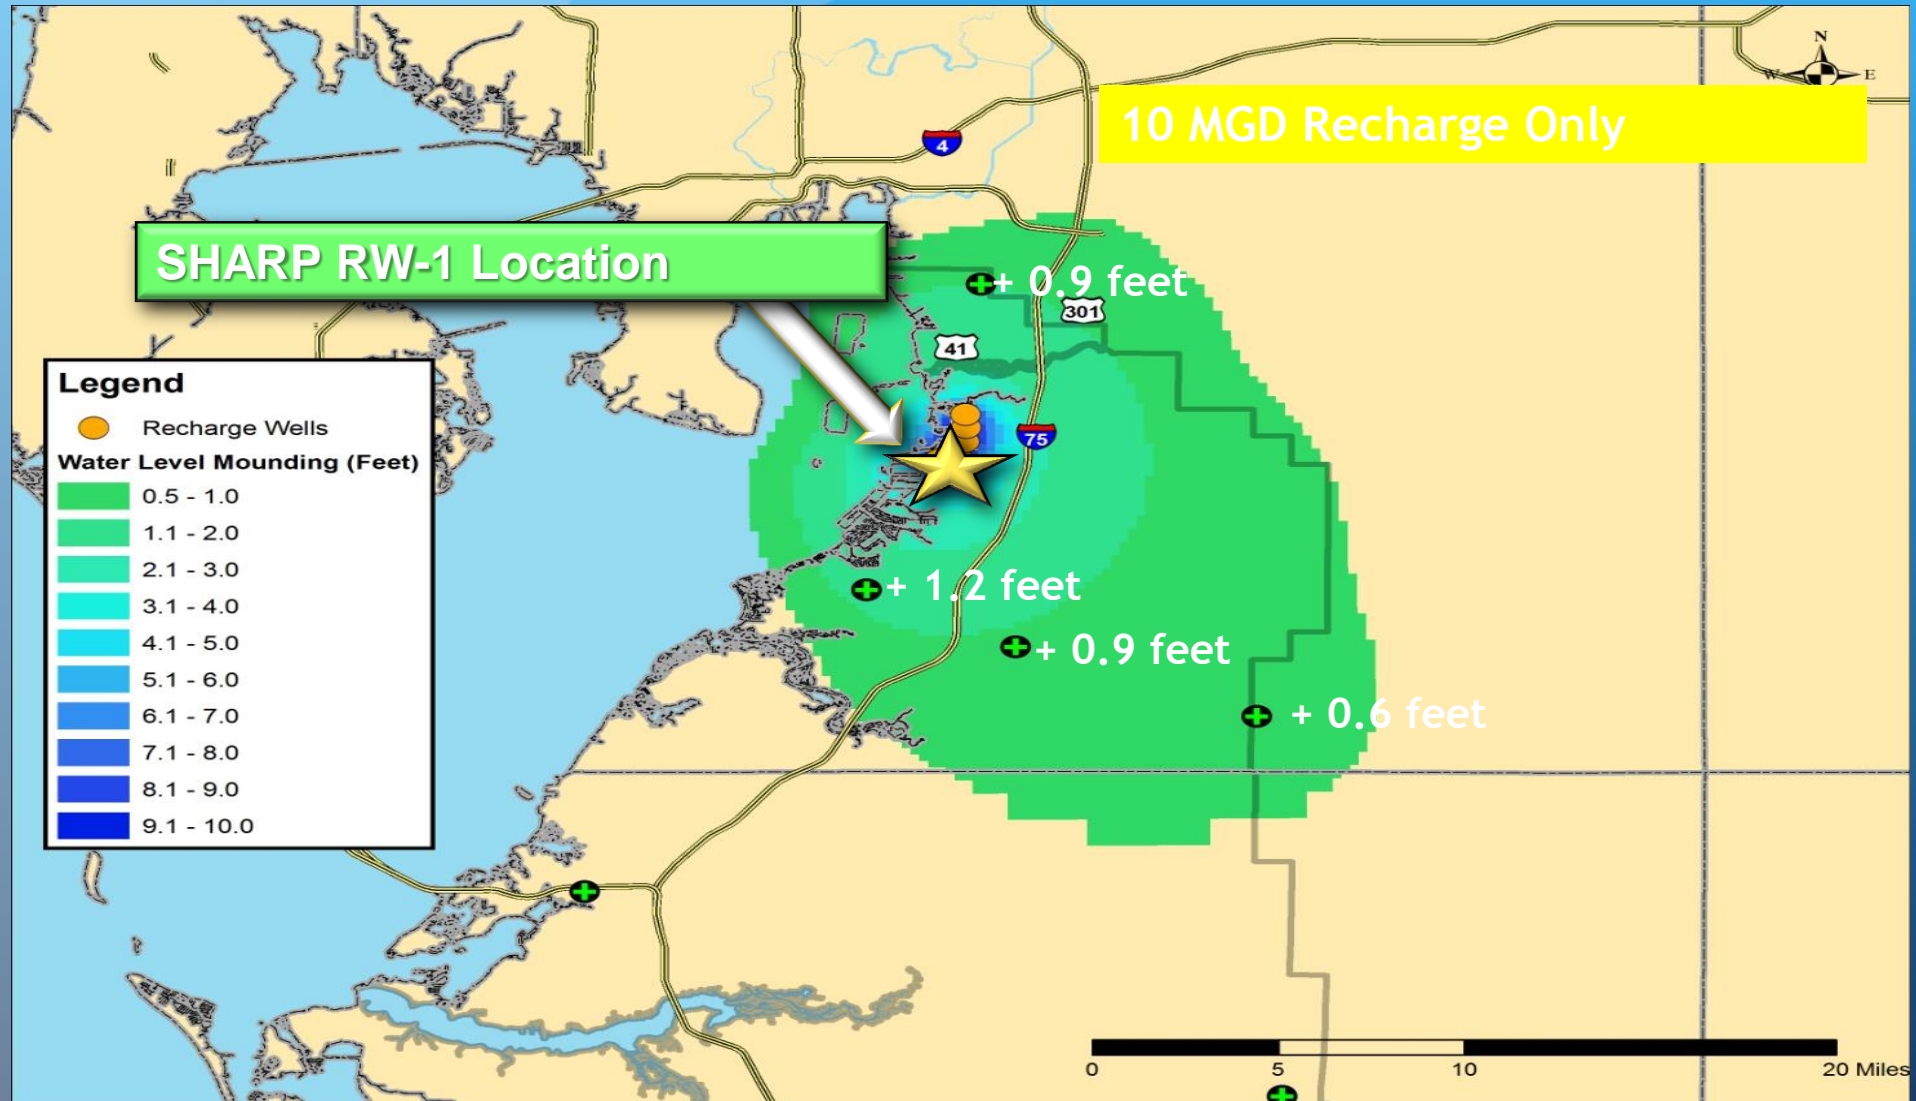 N
W
E
10 MGD Recharge Only
4
SHARP RW-1 Location
+ 0.9 feet
301
41
Legend
Recharge Wells
Water Level Mounding (Feet)
0.5 - 1.0
1.1 - 2.0
2.1 - 3.0
3.1 - 4.0
4.1 - 5.0
5.1 - 6.0
6.1 - 7.0
7.1 - 8.0
8.1 - 9.0
9.1 - 10.0
75
+ 1.2 feet
+ 0.9 feet
+ 0.6 feet
0 5 10 20 Miles